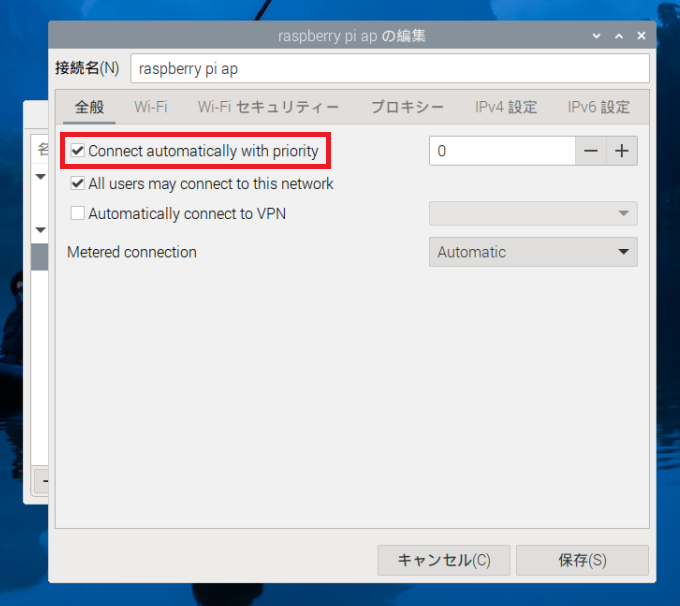 raspberry pi ap の編集
接続名(N) raspberry pi ap
全般 Wi-Fi Wi-Fi セキュリティー プロキシー IPv4 設定 IPv6 設定
名
Connect automatically with priority 0
All users may connect to this network
Automatically connect to VPN
Metered connection Automatic
キャンセル(C) 保存(S)